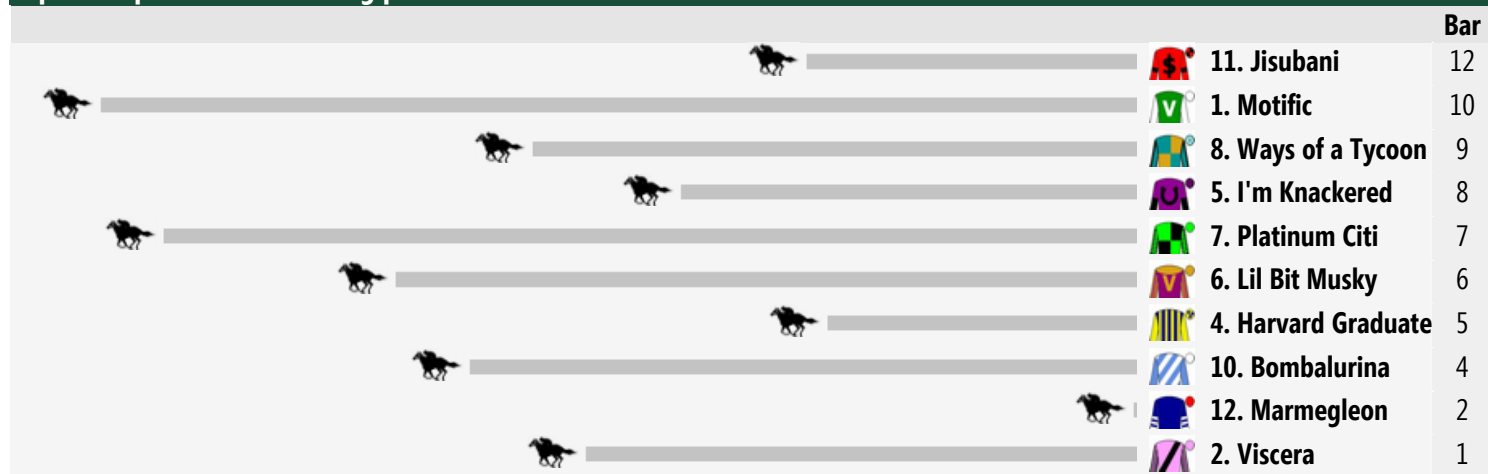 Bar
$ 11. Jisubani 12
V 1. Motific 10
8. Ways of a Tycoon 9
5. I'm Knackered 8
7. Platinum Citi 7
V 6. Lil Bit Musky 6
4. Harvard Graduate 5
10. Bombalurina 4
12. Marmegleon 2
2. Viscera 1